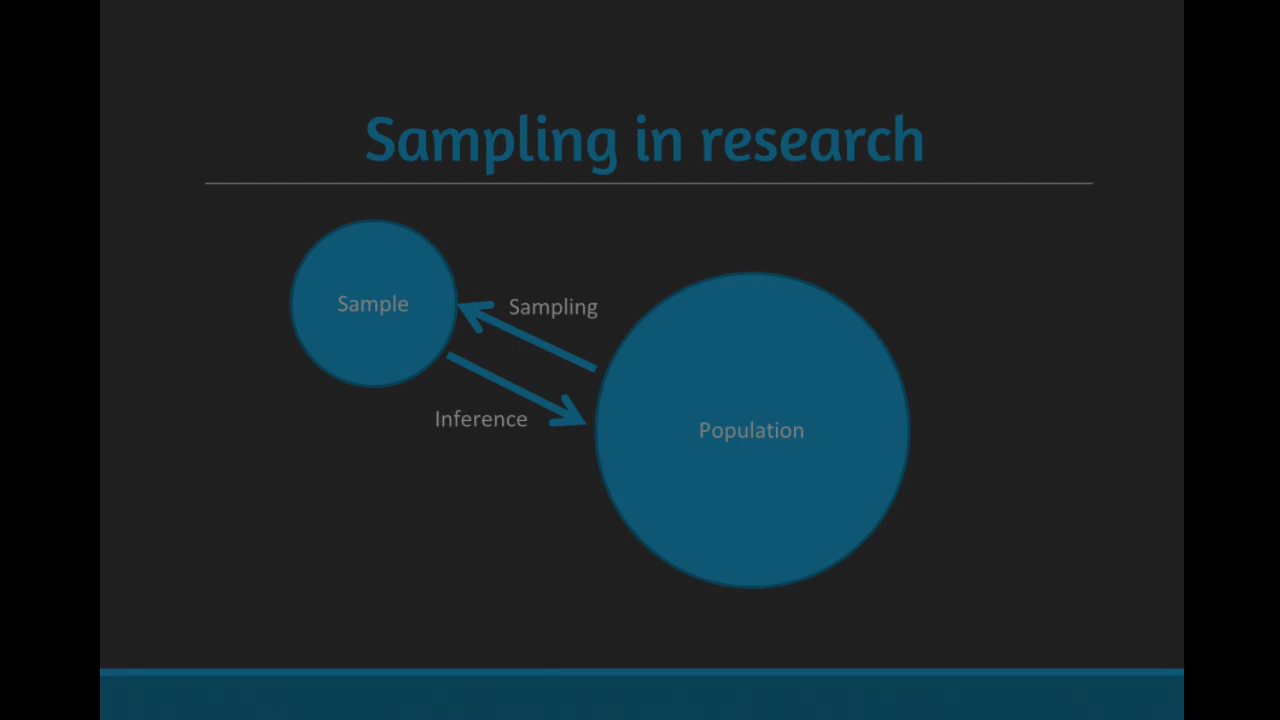 Sampling in research
Sample
Sampling
Inference
Population